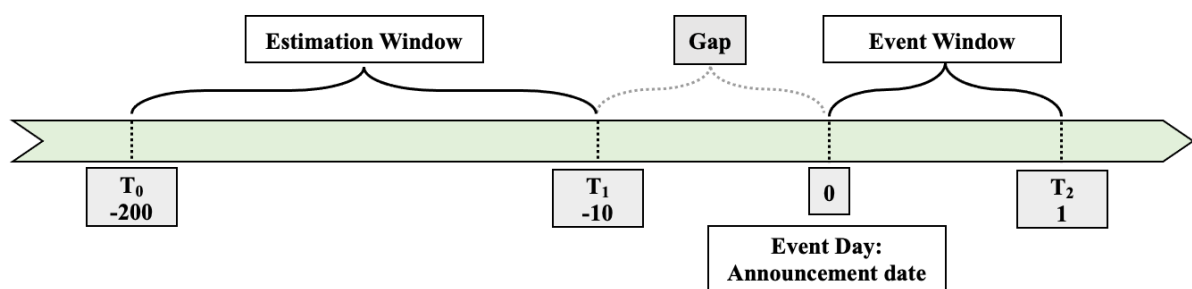 Estimation Window
Gap
Event Window
T₀
-200
T₁
-10
0
T₂
1
Event Day:
Announcement date